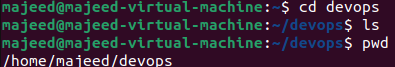 majeed@majeed-virtual-machine:~$ cd devops
majeed@majeed-virtual-machine:~/devops$ ls
majeed@majeed-virtual-machine:~/devops$ pwd
/home/majeed/devops